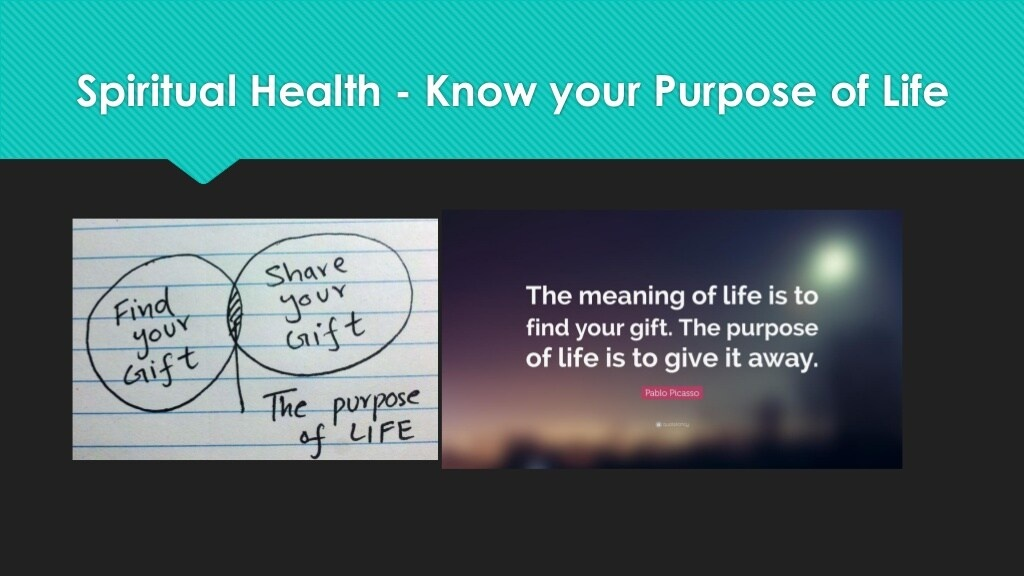 Spiritual Health - Know your Purpose of Life
Find
your
Gift
Share
your
Gift
The purpose
of LIFE
The meaning of life is to
find your gift. The purpose
of life is to give it away.
Pablo Picasso